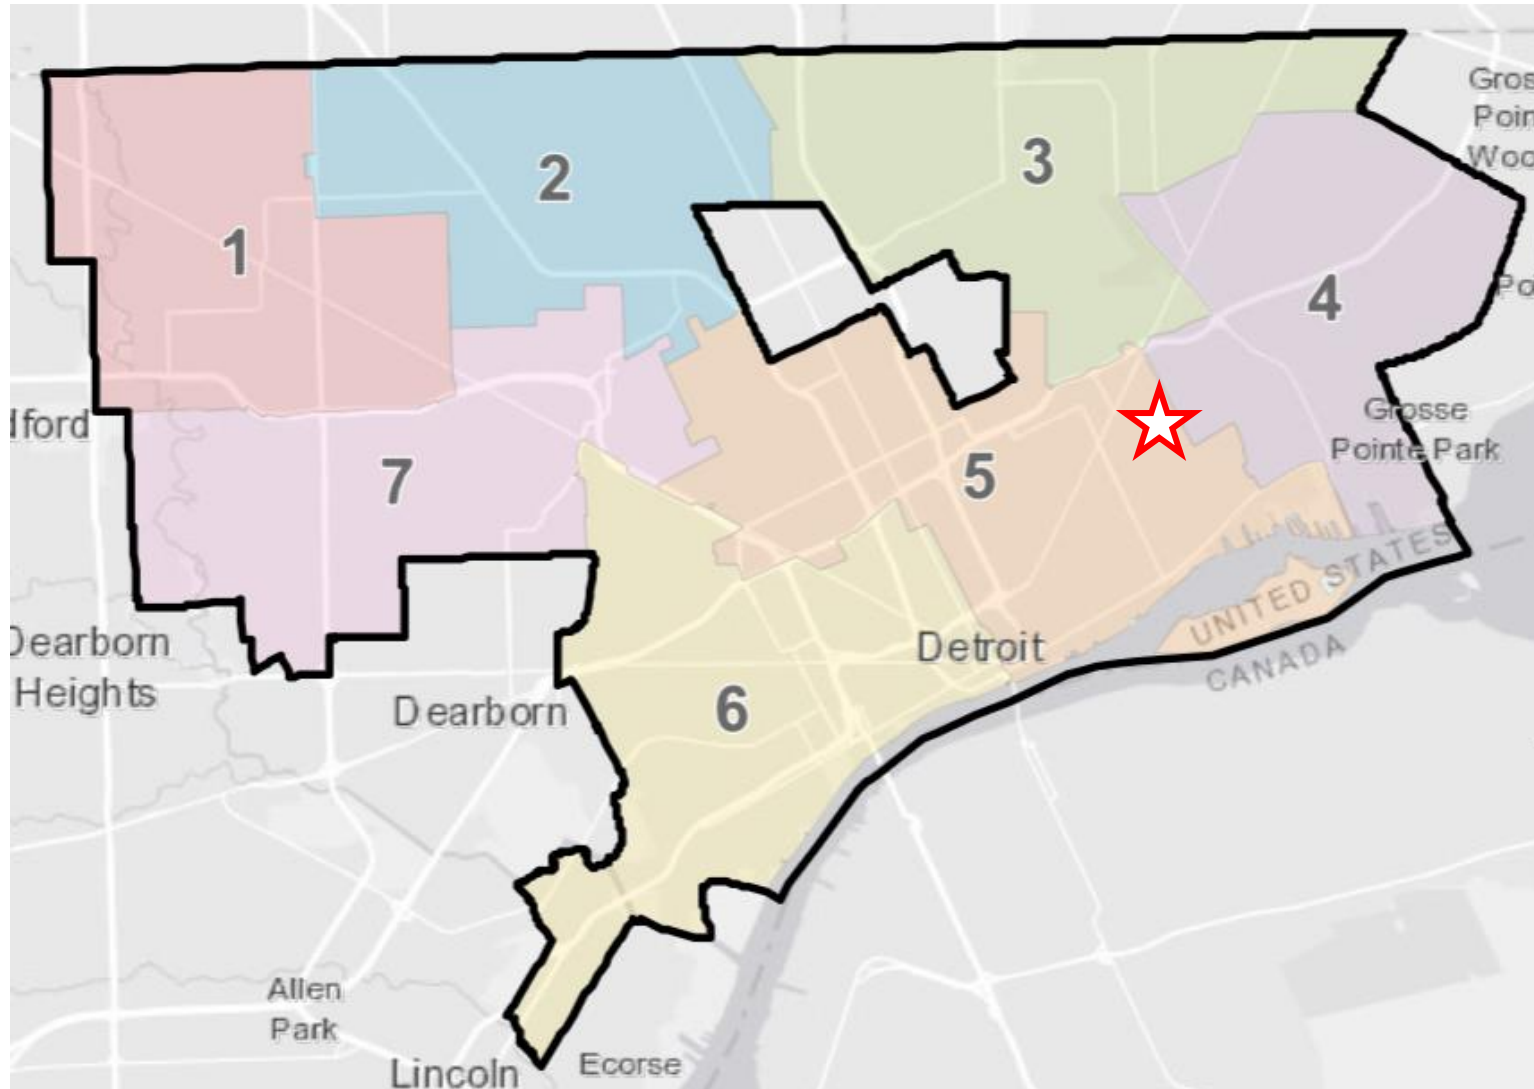 Gros
Poin
Woo
2
3
1
4
Po
Grosse
Pointe Park
dford
7
5
UNITED STATES
CANADA
Dearborn
Heights
Detroit
Dearborn
6
Allen
Park
Lincoln
Ecorse